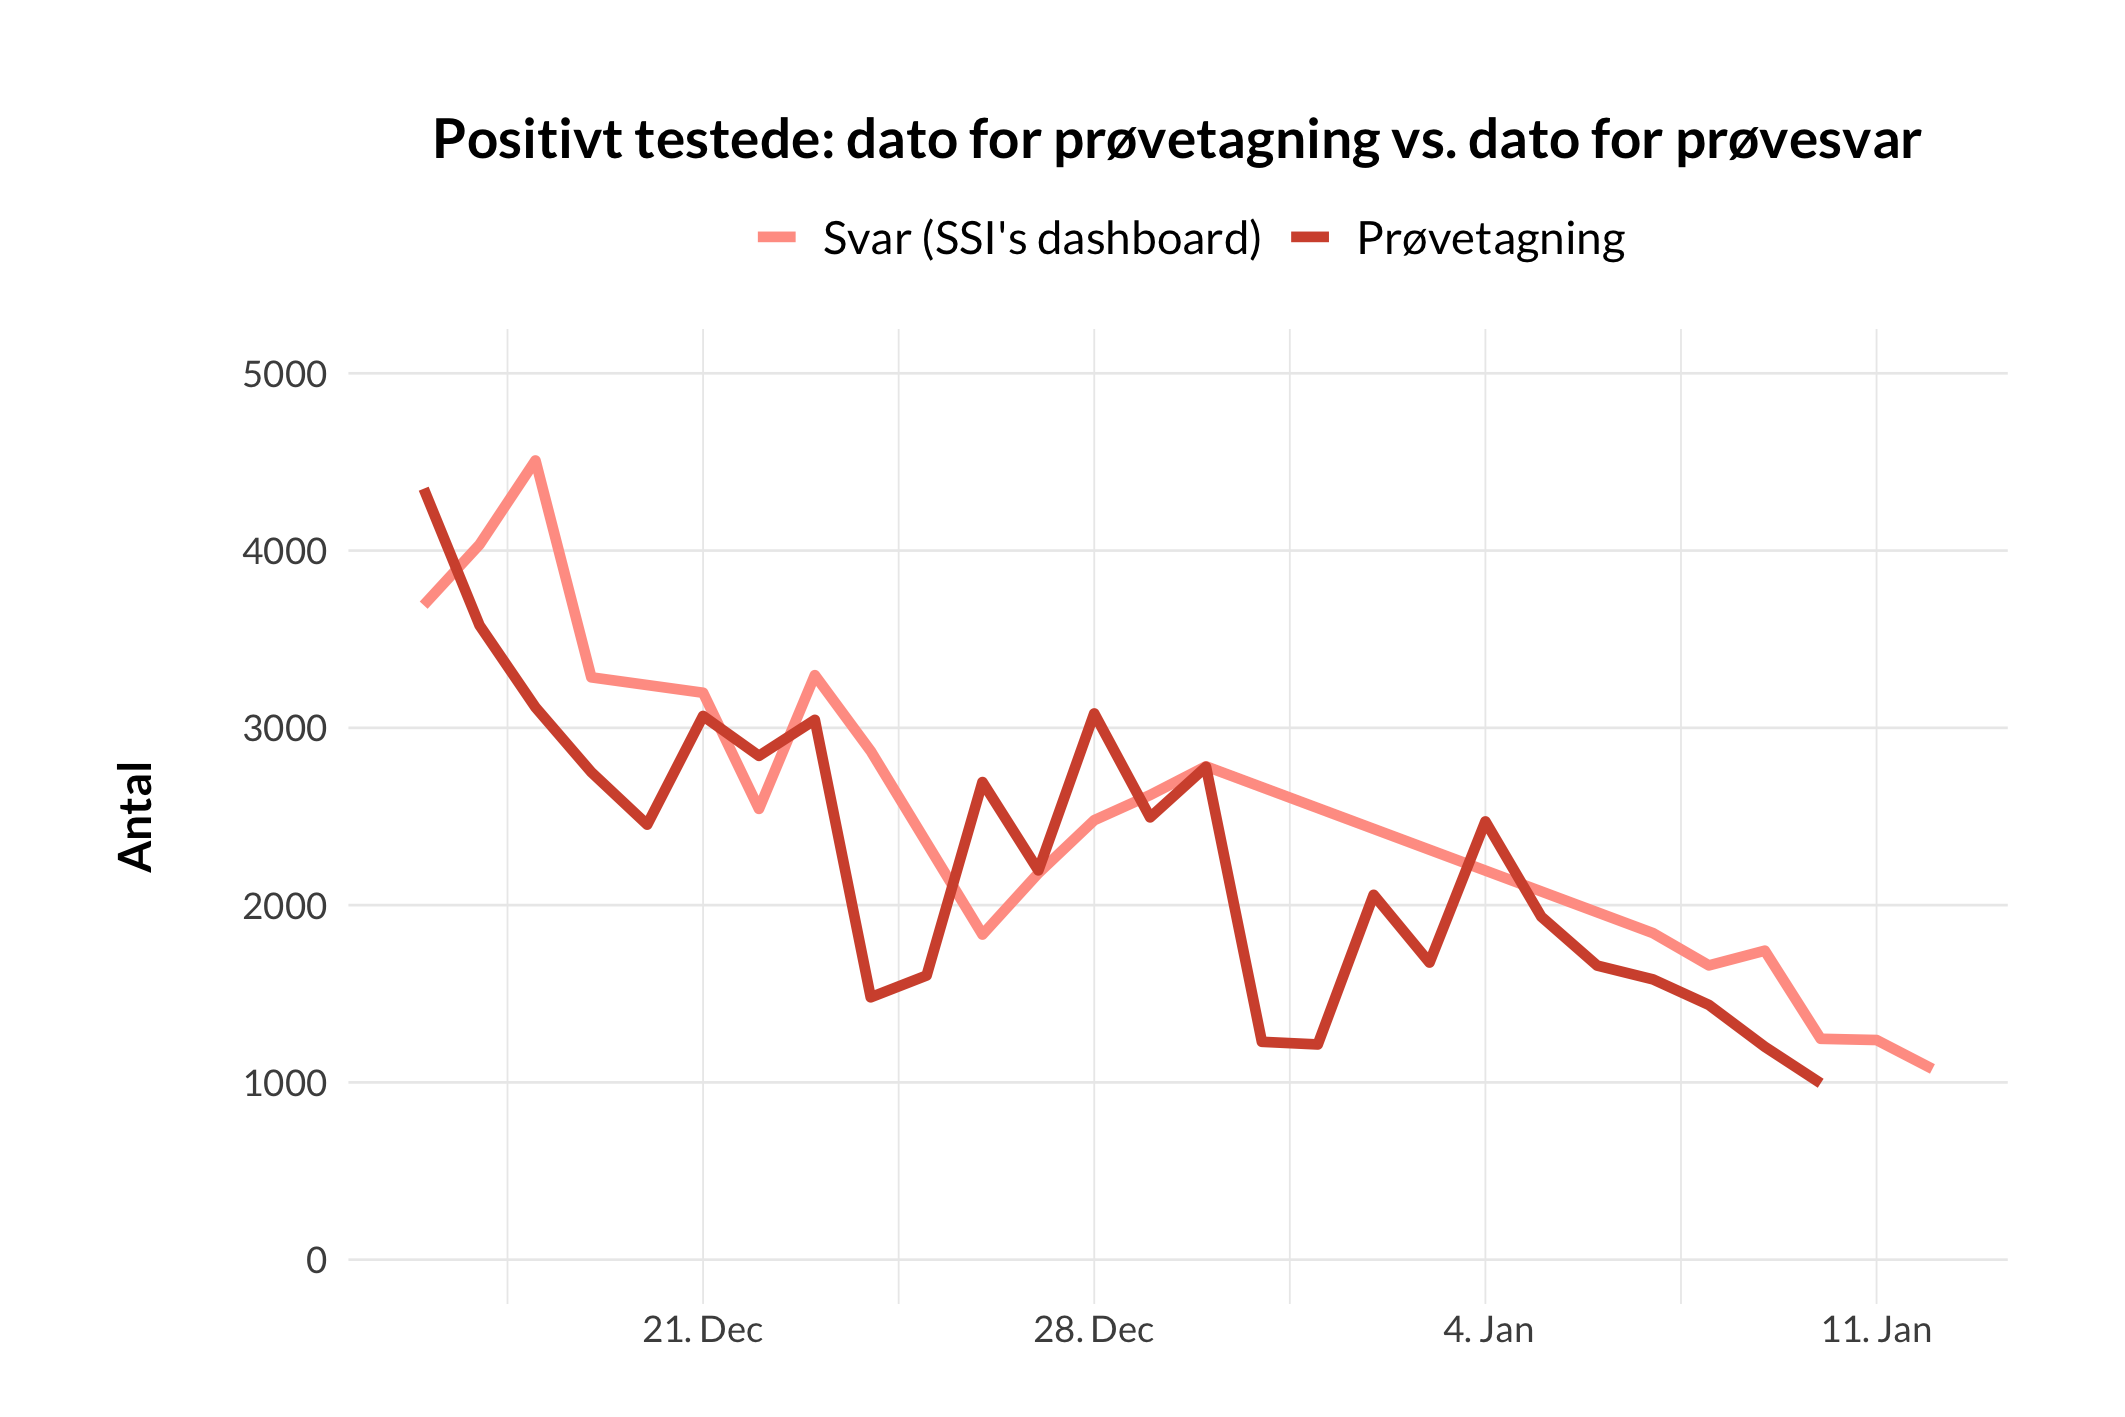 Positivt testede: dato for prøvetagning vs. dato for prøvesvar
Svar (SSI's dashboard) Prøvetagning
5000
4000
3000
2000
1000
0
Antal
21. Dec 28. Dec 4. Jan 11. Jan